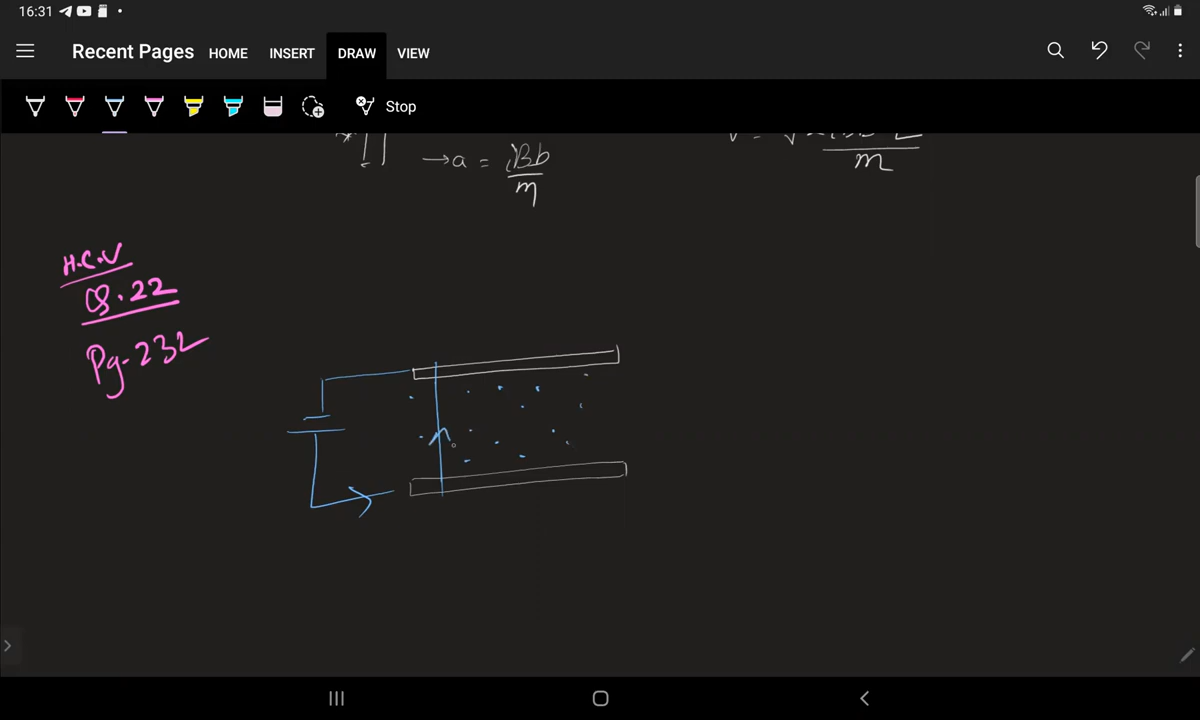 16:31
Recent Pages HOME INSERT DRAW VIEW
Stop
→a = iBb/m
m
H.C.V
Q.22
Pg-232